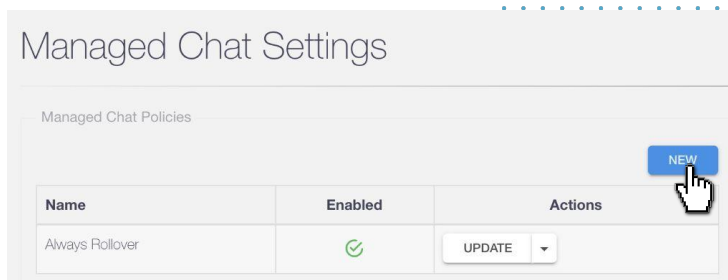 Managed Chat Settings
Managed Chat Policies
NEW
Name Enabled Actions
Always Rollover UPDATE